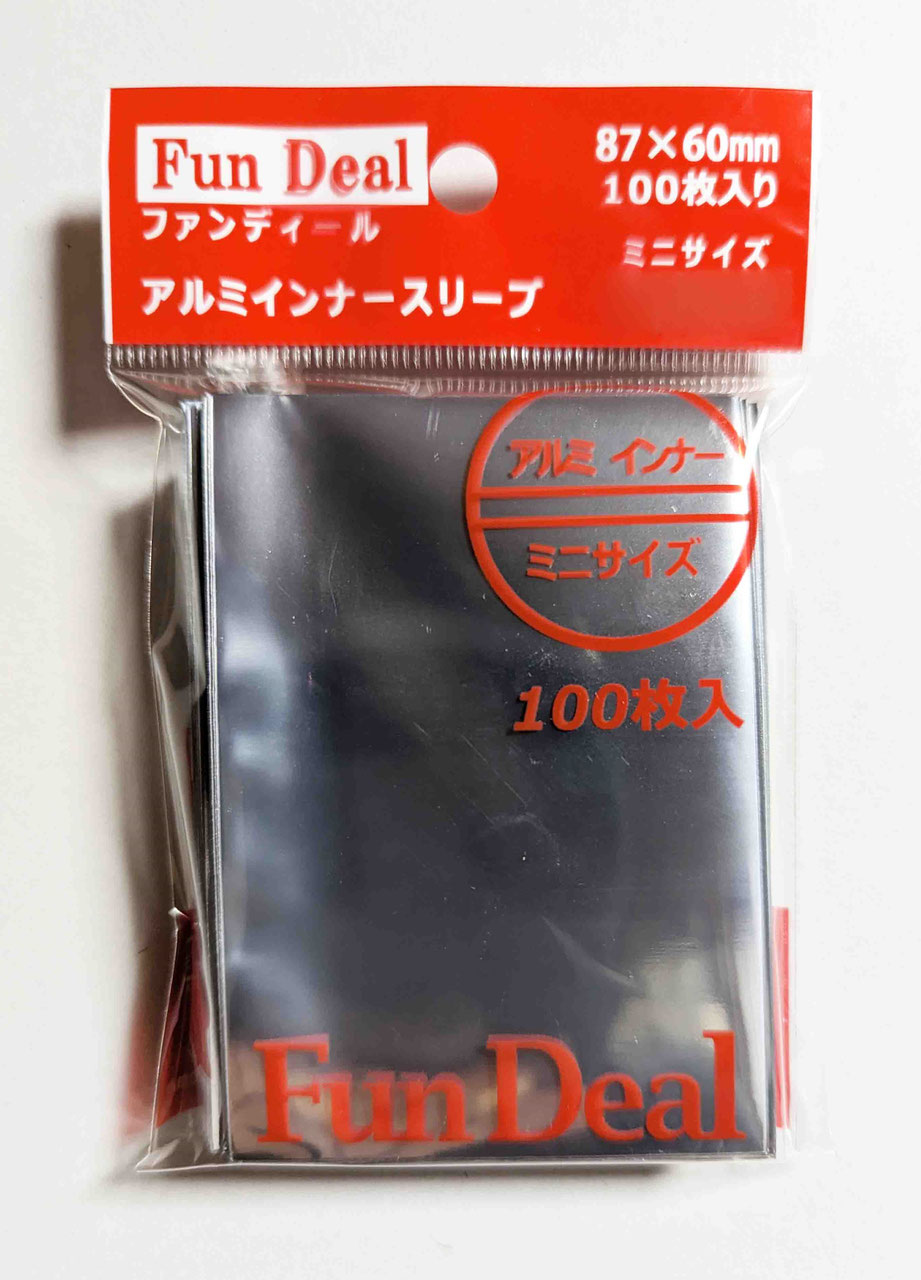 Fun Deal
ファンディール
アルミインナースリーブ
87×60mm
100枚入り
ミニサイズ
アルミ インナー
ミニサイズ
100枚入
Fun Deal